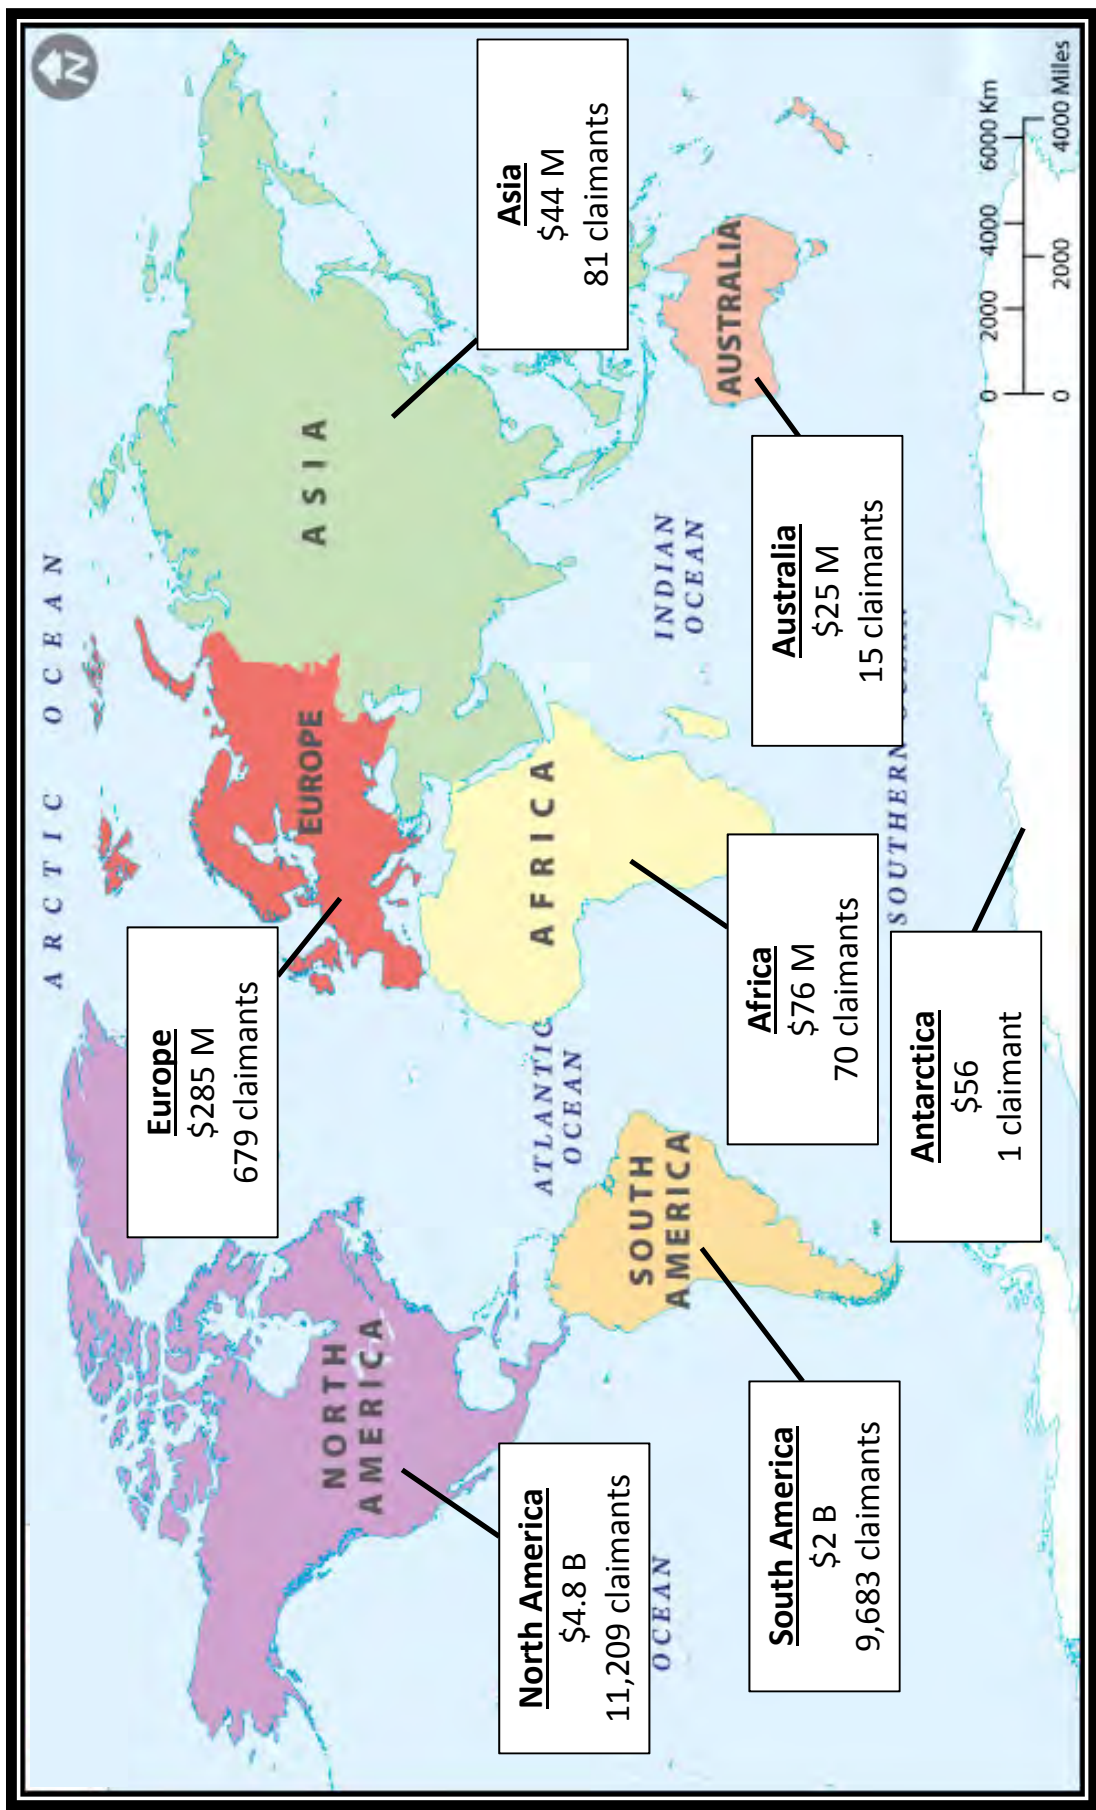 N
ARCTIC OCEAN
Europe
$285 M
679 claimants
EUROPE
ASIA
Asia
$44 M
81 claimants
NORTH
AMERICA
North America
$4.8 B
11,209 claimants
OCEAN
ATLANTIC
OCEAN
AFRICA
Africa
$76 M
70 claimants
SOUTH
AMERICA
South America
$2 B
9,683 claimants
INDIAN
OCEAN
AUSTRALIA
Australia
$25 M
15 claimants
SOUTHERN
Antarctica
$56
1 claimant
0 2000 4000 6000 Km
0 2000 4000 Miles